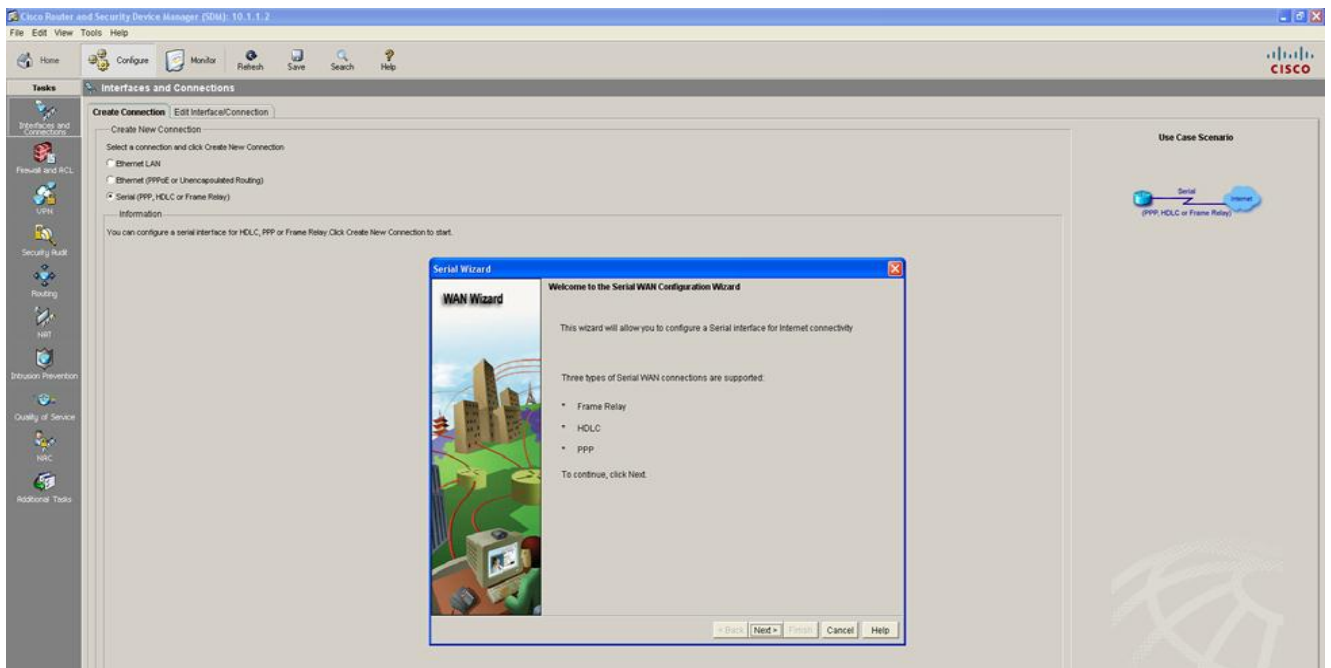 Cisco Router and Security Device Manager (SDM): 10.1.1.2
File Edit View Tools Help
Home
Configure
Monitor
Refresh
Save
Search
Help
CISCO
Tasks
Interfaces and Connections
Interfaces and Connections
Firewall and ACL
VPN
Security Audit
Routing
NAT
Intrusion Prevention
Quality of Service
NAC
Additional Tasks
Create Connection
Edit Interface/Connection
Create New Connection
Select a connection and click Create New Connection
Ethernet LAN
Ethernet (PPPoE or Unencapsulated Routing)
Serial (PPP, HDLC or Frame Relay)
Information
You can configure a serial interface for HDLC, PPP or Frame Relay.Click Create New Connection to start.
Use Case Scenario
Serial
Internet
(PPP, HDLC or Frame Relay)
Serial Wizard
WAN Wizard
Welcome to the Serial WAN Configuration Wizard
This wizard will allow you to configure a Serial interface for Internet connectivity
Three types of Serial WAN connections are supported:
* Frame Relay
* HDLC
* PPP
To continue, click Next.
< Back
Next >
Finish
Cancel
Help